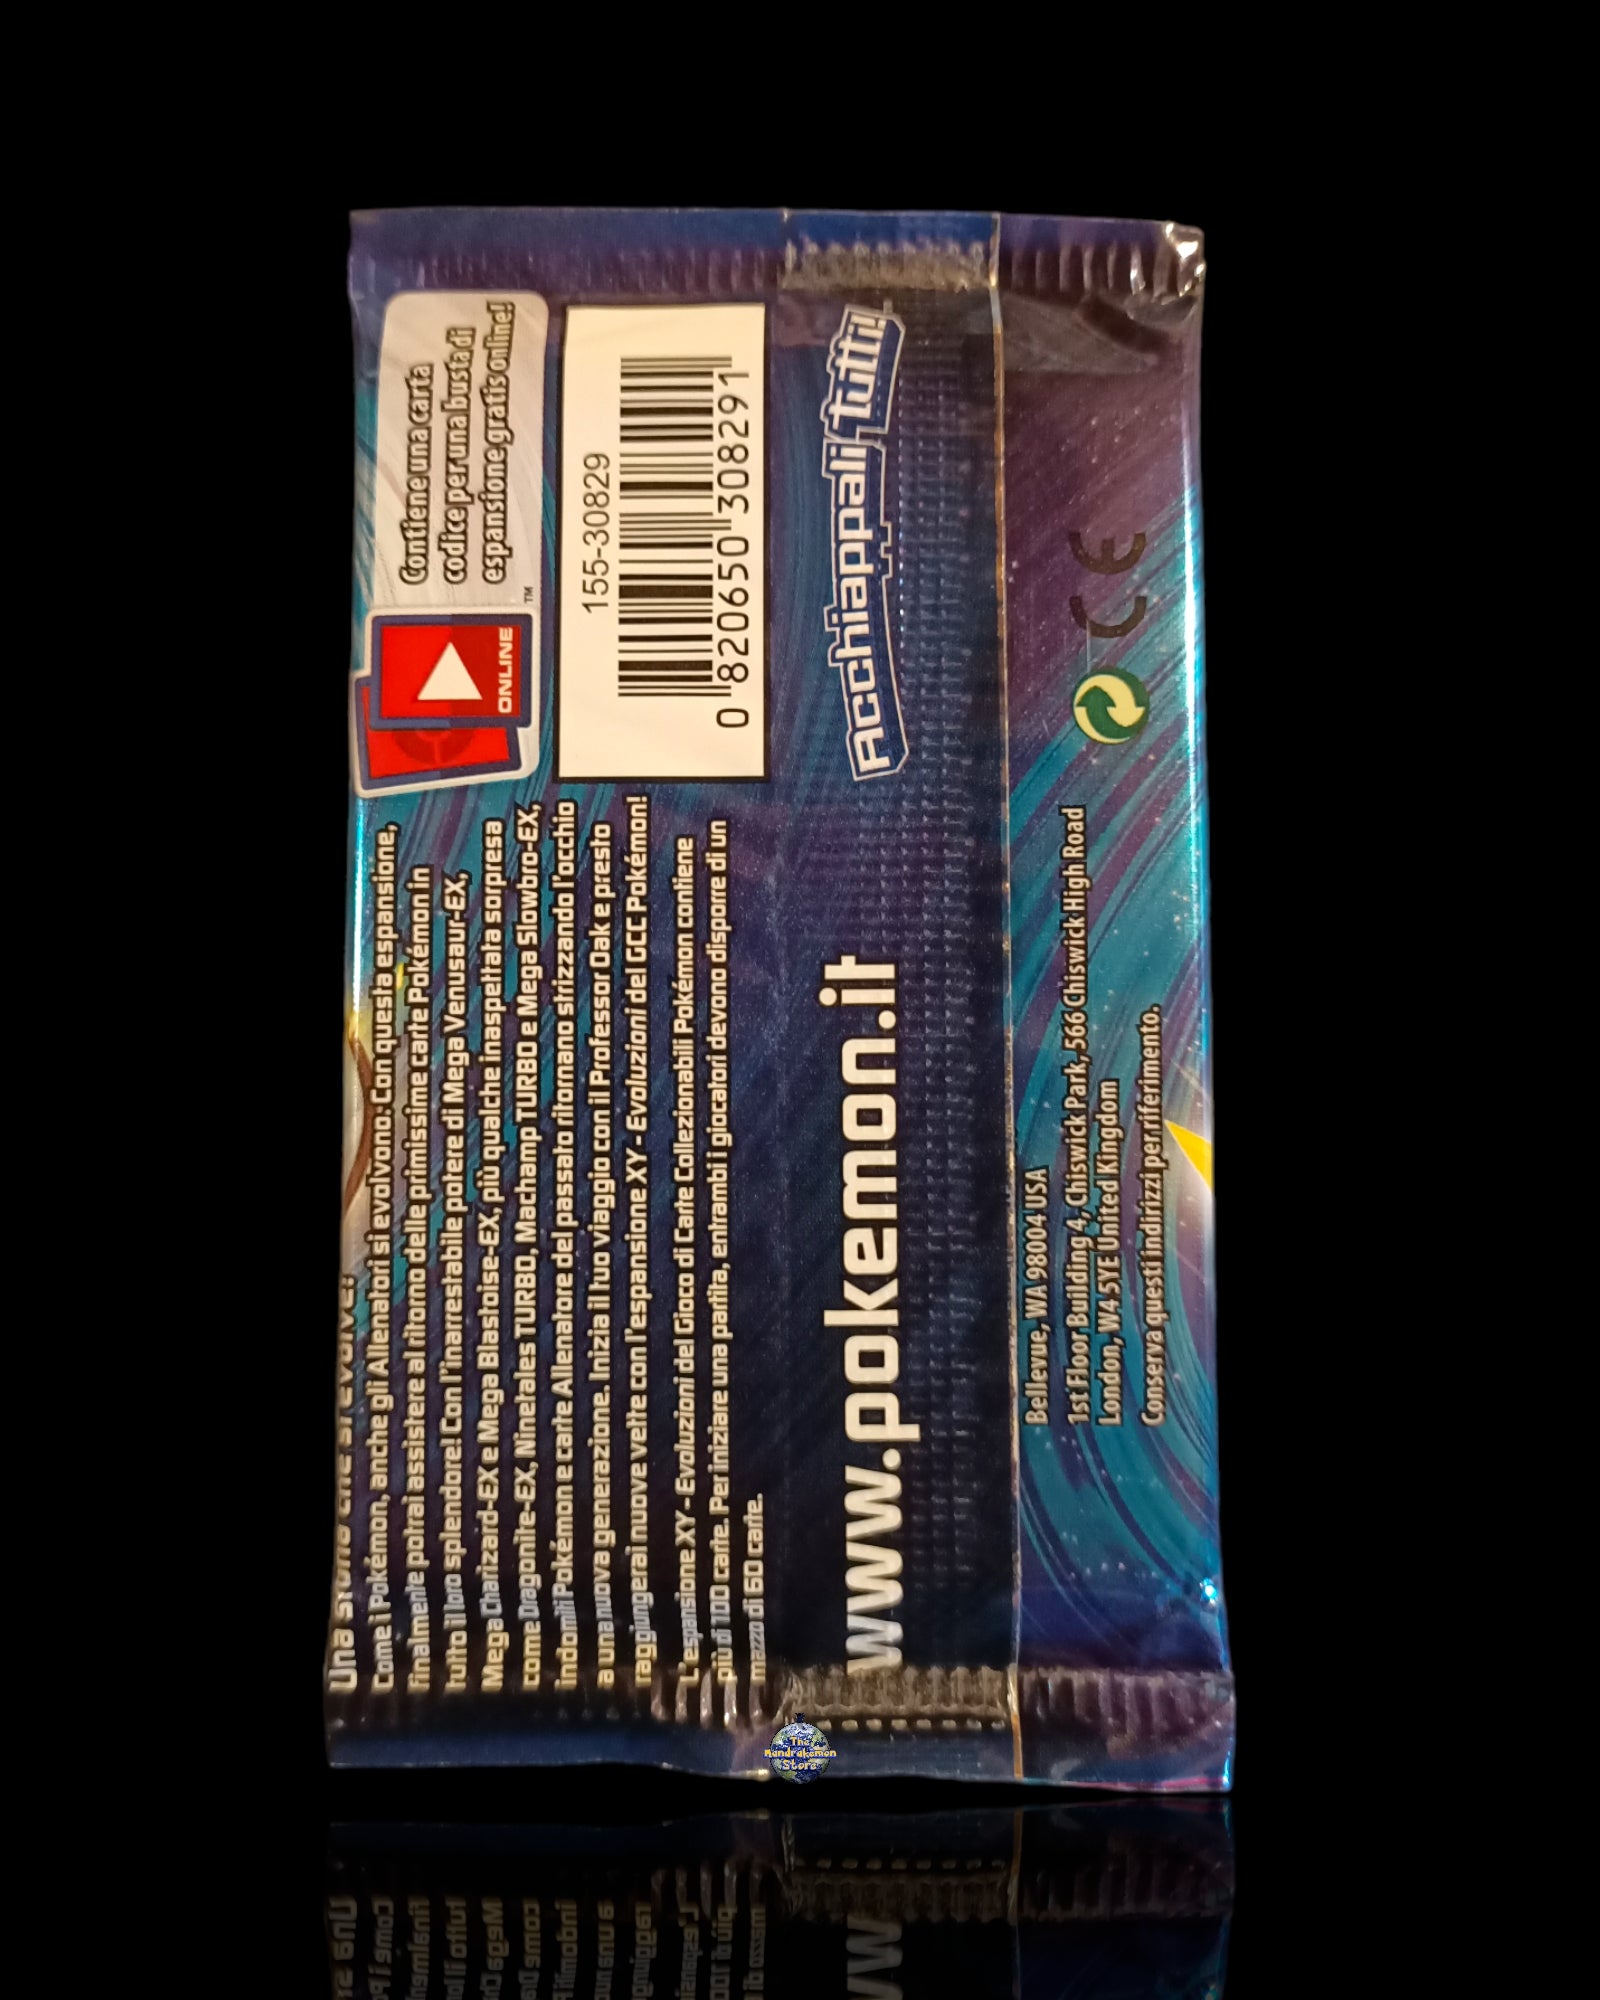 Una storia che si evolve!
Come i Pokémon, anche gli Allenatori si evolvono. Con questa espansione,
finalmente potrai assistere al ritorno delle primissime carte Pokémon in
tutto il loro splendore! Con l'inarrestabile potere di Mega Venusaur-EX,
Mega Charizard-EX e Mega Blastoise-EX, più qualche inaspettata sorpresa
come Dragonite-EX, Ninetales TURBO, Machamp TURBO e Mega Slowbro-EX,
indomiti Pokémon e carte Allenatore del passato ritornano strizzando l'occhio
a una nuova generazione. Inizia il tuo viaggio con il Professor Oak e presto
raggiungerai nuove vette con l'espansione XY - Evoluzioni del GCC Pokémon!
L'espansione XY - Evoluzioni del Gioco di Carte Collezionabili Pokémon contiene
più di 100 carte. Per iniziare una partita, entrambi i giocatori devono disporre di un
mazzo di 60 carte.
ONLINE
™
Contiene una carta
codice per una busta di
espansione gratis online!
155-30829
0 820650 308291
www.pokemon.it
Acchiappali tutti!
Bellevue, WA 98004 USA
1st Floor Building 4, Chiswick Park, 566 Chiswick High Road
London, W4 5YE United Kingdom
Conserva questi indirizzi per riferimento.
CE
The
Mandrakemon
Store